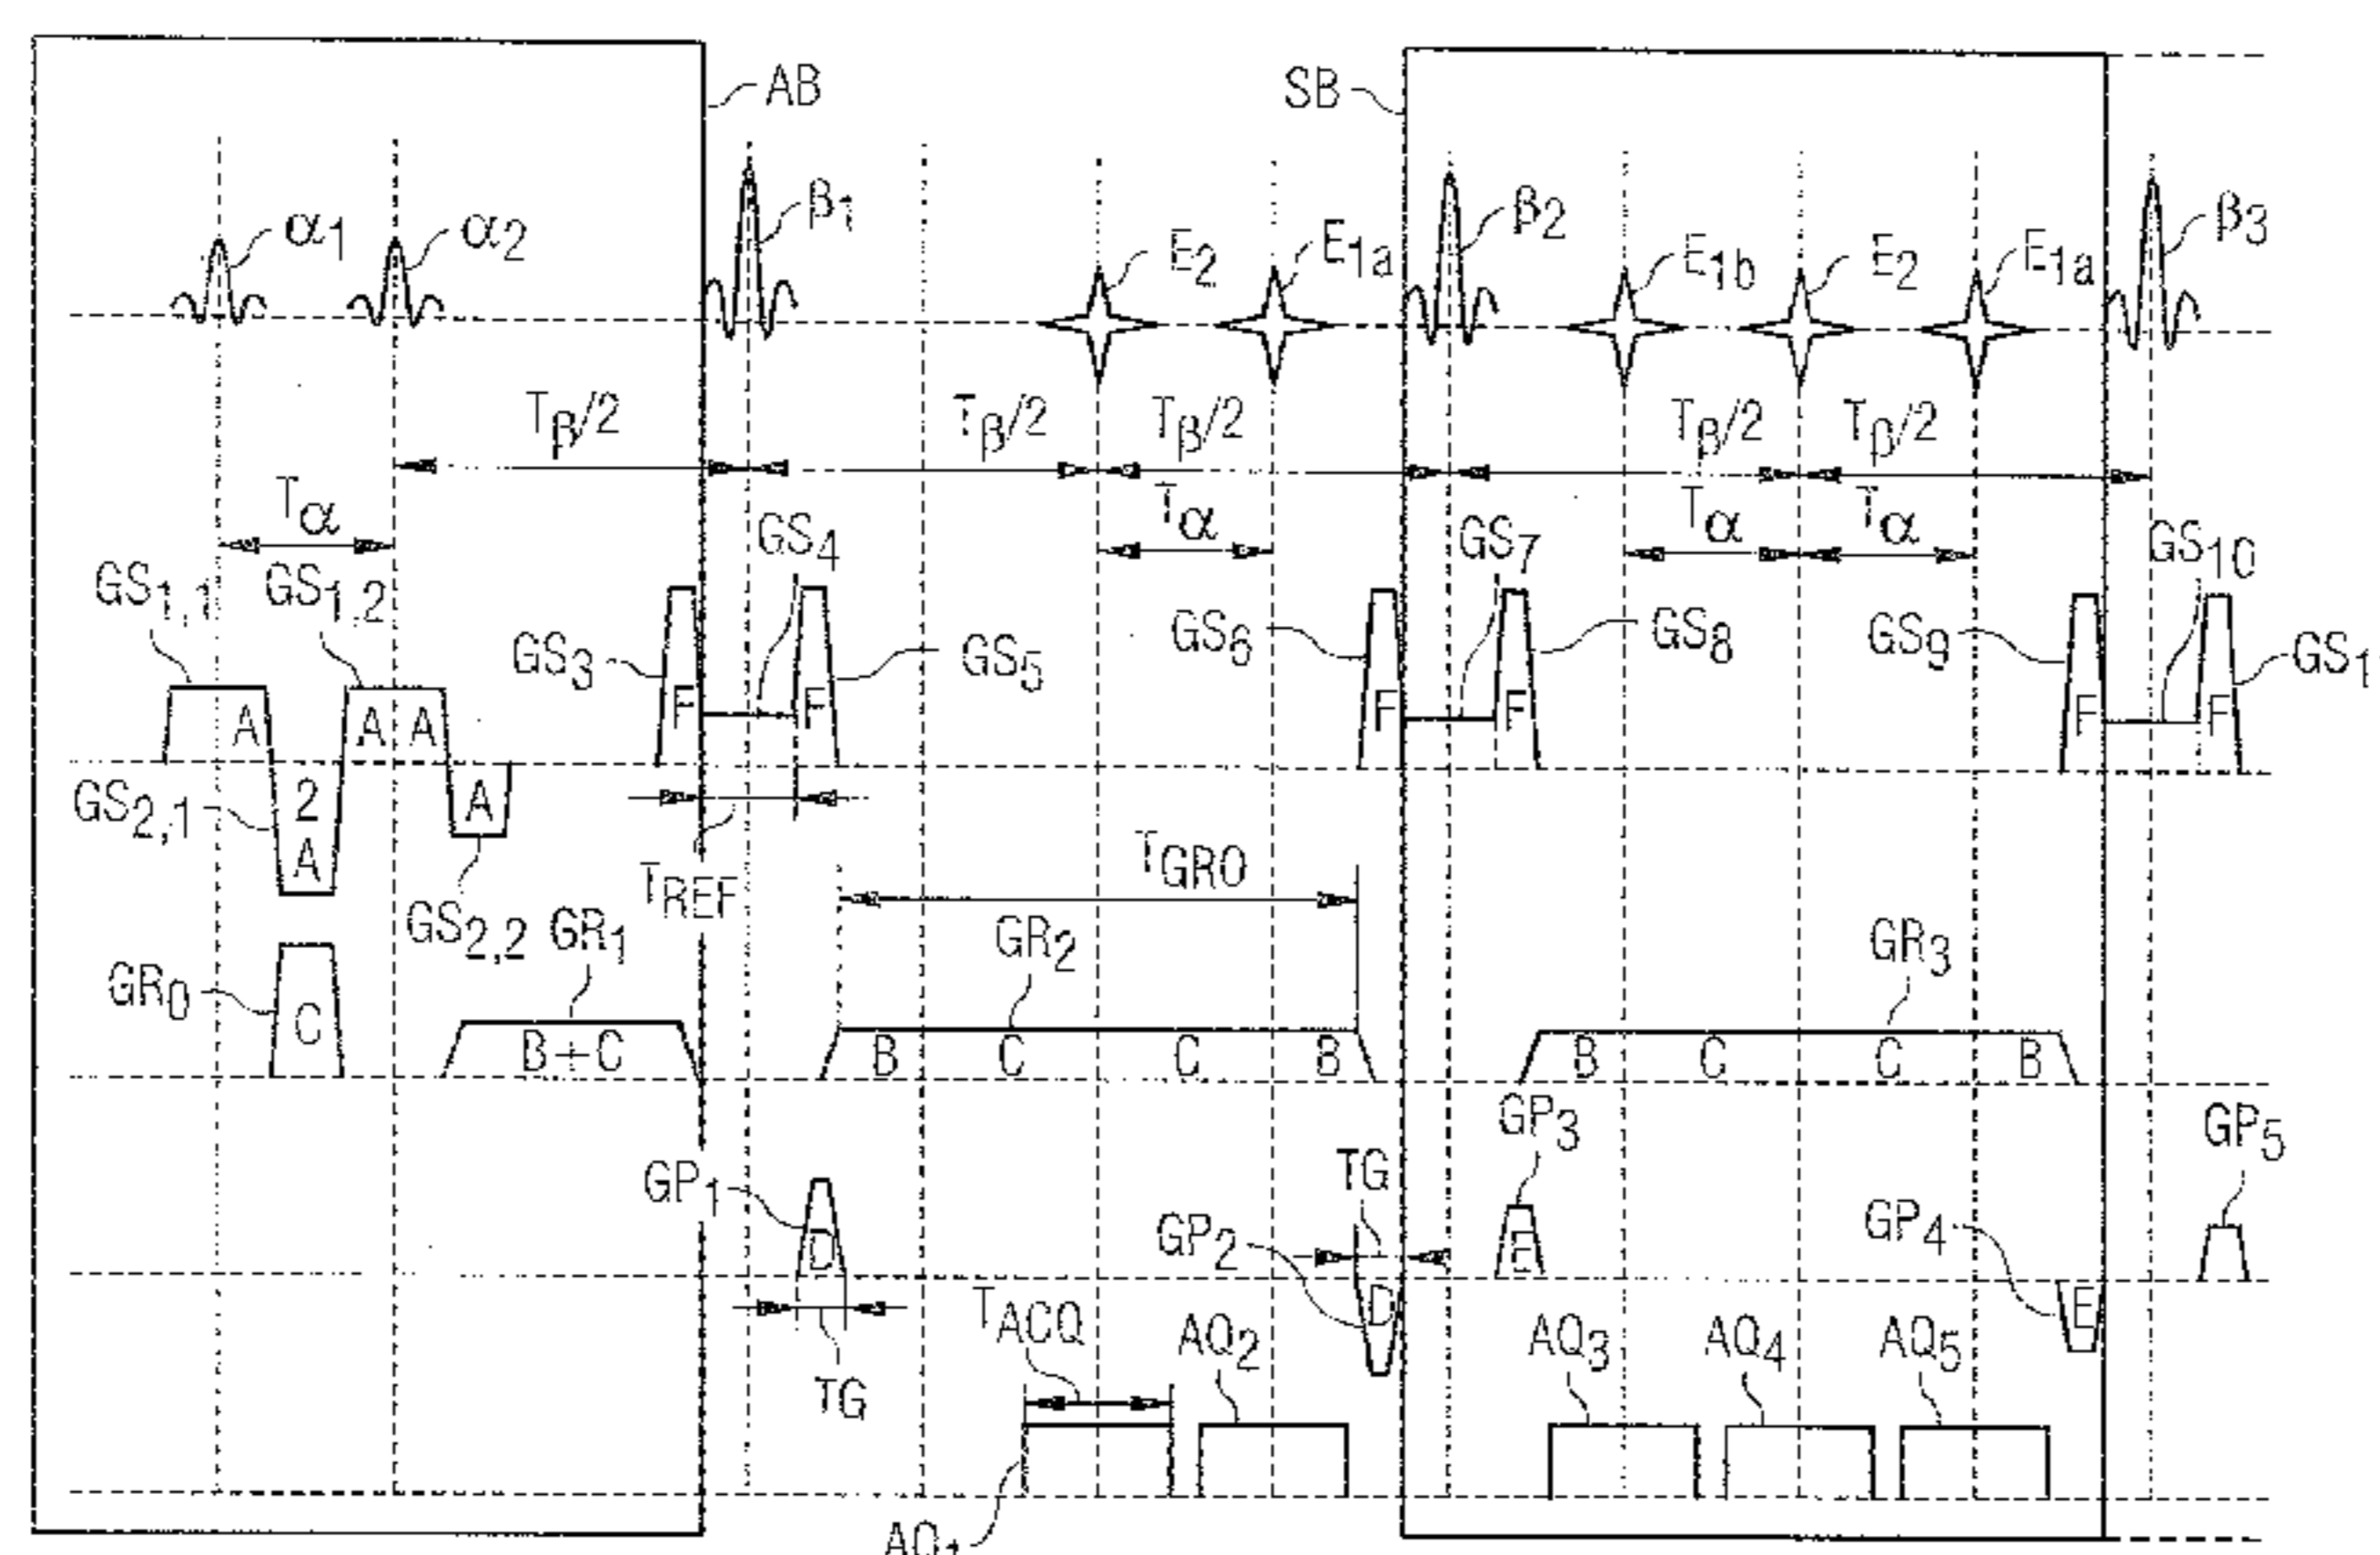 AB
SB
α1
α2
β1
E2
E1a
β2
E1b
E2
E1a
β3
Tβ/2
Tβ/2
Tβ/2
Tβ/2
Tβ/2
Tα
Tα
Tα
Tα
GS1,1
GS1,2
GS3
GS4
GS5
GS6
GS7
GS8
GS9
GS10
GS1
A
A
A
F
F
F
F
F
F
GS2,1
2
A
A
GS2,2
TREF
TGR0
GR0
C
GR1
B+C
GR2
B
C
C
B
GR3
B
C
C
B
GP1
D
TG
GP2
D
TG
GP3
E
GP4
E
GP5
TACQ
AQ2
AQ3
AQ4
AQ5